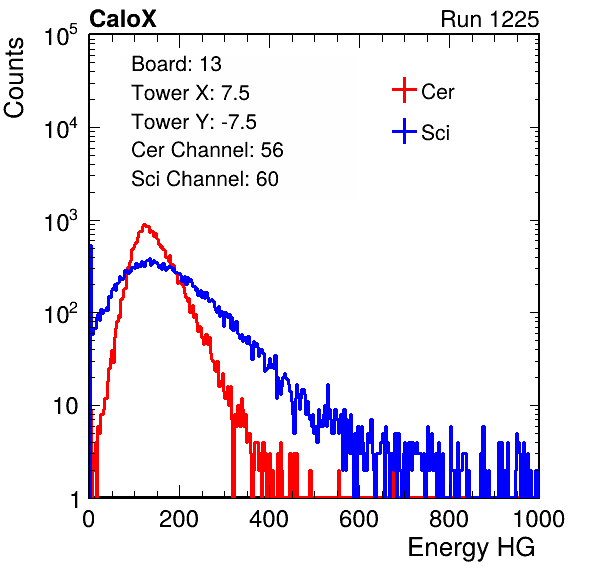 CaloX Run 1225
Counts
10^5
10^4
10^3
10^2
10
1
Board: 13
Tower X: 7.5
Tower Y: -7.5
Cer Channel: 56
Sci Channel: 60
Cer
Sci
0 200 400 600 800 1000
Energy HG